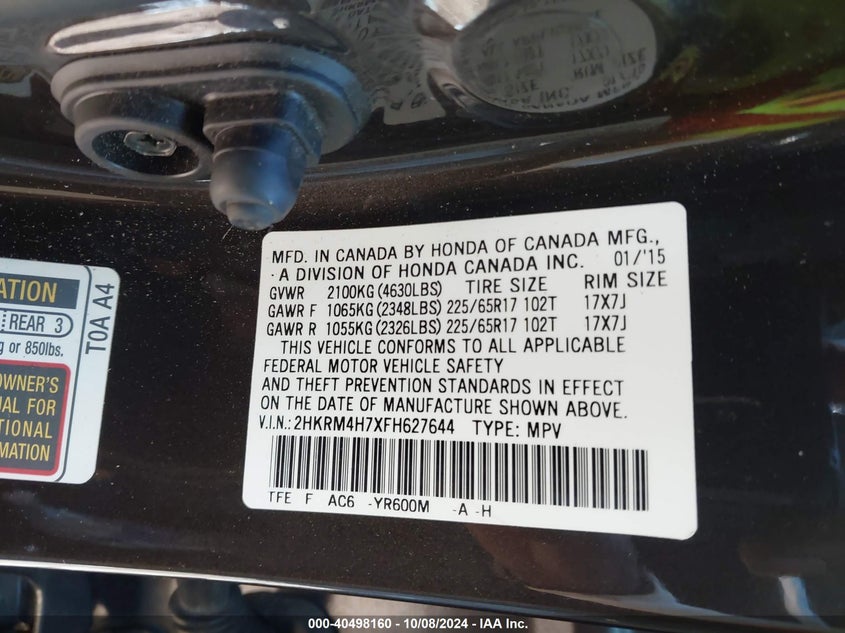 MFD. IN CANADA BY HONDA OF CANADA MFG.,
A DIVISION OF HONDA CANADA INC. 01/'15
GVWR 2100KG (4630LBS) TIRE SIZE RIM SIZE
GAWR F 1065KG (2348LBS) 225/65R17 102T 17X7J
GAWR R 1055KG (2326LBS) 225/65R17 102T 17X7J
THIS VEHICLE CONFORMS TO ALL APPLICABLE
FEDERAL MOTOR VEHICLE SAFETY
AND THEFT PREVENTION STANDARDS IN EFFECT
ON THE DATE OF MANUFACTURE SHOWN ABOVE.
V.I.N.: 2HKRM4H7XFH627644 TYPE: MPV
TFE F AC6 -YR600M -A -H
ATION
REAR 3
or 850lbs.
OWNER'S
FOR
T0A A4
000-40498160 - 10/08/2024 - IAA Inc.